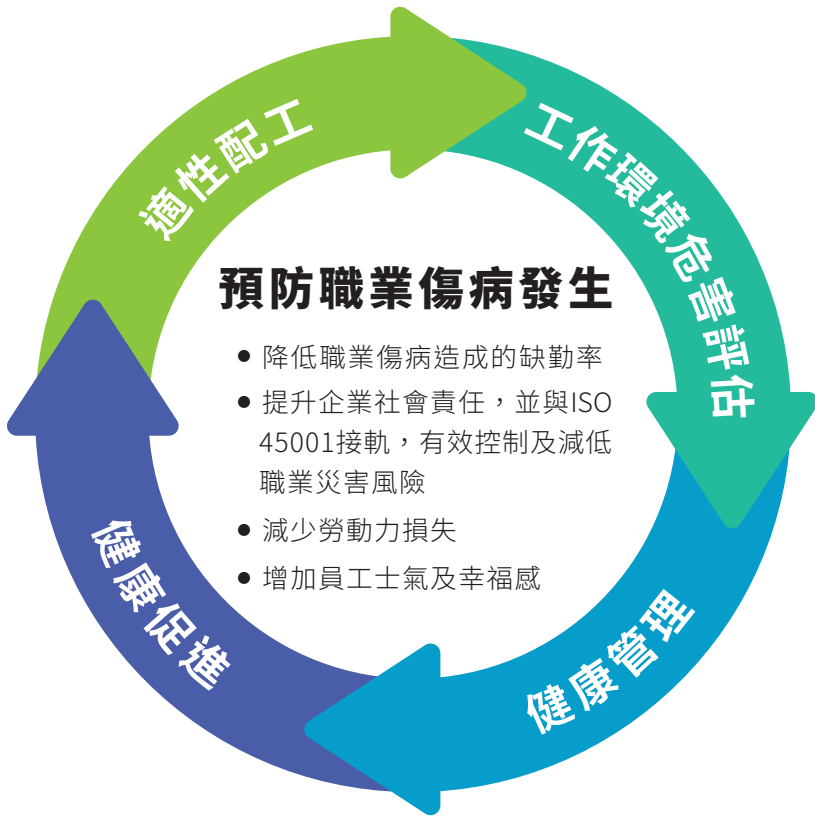 適性配工
工作環境危害評估
預防職業傷病發生
● 降低職業傷病造成的缺勤率
● 提升企業社會責任，並與ISO
45001接軌，有效控制及減低
職業災害風險
● 減少勞動力損失
● 增加員工士氣及幸福感
健康促進
健康管理